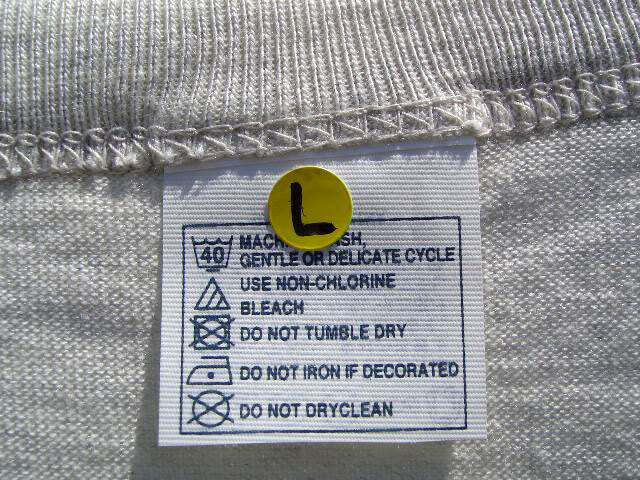 L
40
GENTLE OR DELICATE CYCLE
USE NON-CHLORINE
BLEACH
DO NOT TUMBLE DRY
DO NOT IRON IF DECORATED
DO NOT DRYCLEAN